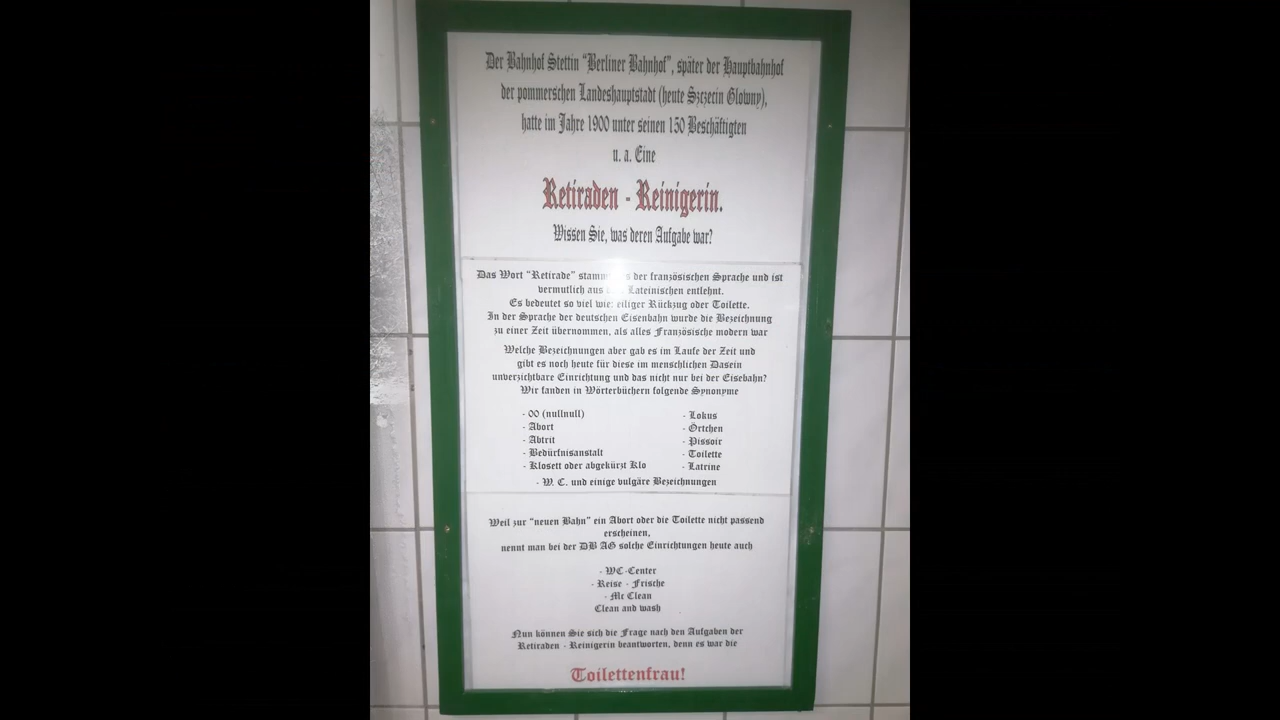 Der Bahnhof Stettin "Berliner Bahnhof", später der Hauptbahnhof
der pommerschen Landeshauptstadt (heute Szczecin Glowny),
hatte im Jahre 1900 unter seinen 150 Beschäftigten
u. a. Eine
Retiraden - Reinigerin.
Wissen Sie, was deren Aufgabe war?
Das Wort "Retirade" der französischen Sprache und ist
vermutlich aus Lateinischen entlehnt.
Es bedeutet so viel wie: eiliger Rückzug oder Toilette.
In der Sprache der deutschen Eisenbahn wurde die Bezeichnung
zu einer Zeit übernommen, als alles Französische modern war
Welche Bezeichnungen aber gab es im Laufe der Zeit und
gibt es noch heute für diese im menschlichen Dasein
unverzichtbare Einrichtung und das nicht nur bei der Eisebahn?
Wir fanden in Wörterbüchern folgende Synonyme
- 00 (nullnull)
- Abort
- Abtrit
- Bedürfnisanstalt
- Klosett oder abgekürzt Klo
- Lokus
- Örtchen
- Pissoir
- Toilette
- Latrine
- W. C. und einige vulgäre Bezeichnungen
Weil zur "neuen Bahn" ein Abort oder die Toilette nicht passend
erscheinen,
nennt man bei der DB AG solche Einrichtungen heute auch
- WC-Center
- Reise - Frische
- Mc Clean
Clean and wash
Nun können Sie sich die Frage nach den Aufgaben der
Retiraden - Reinigerin beantworten, denn es war die
Toilettenfrau!